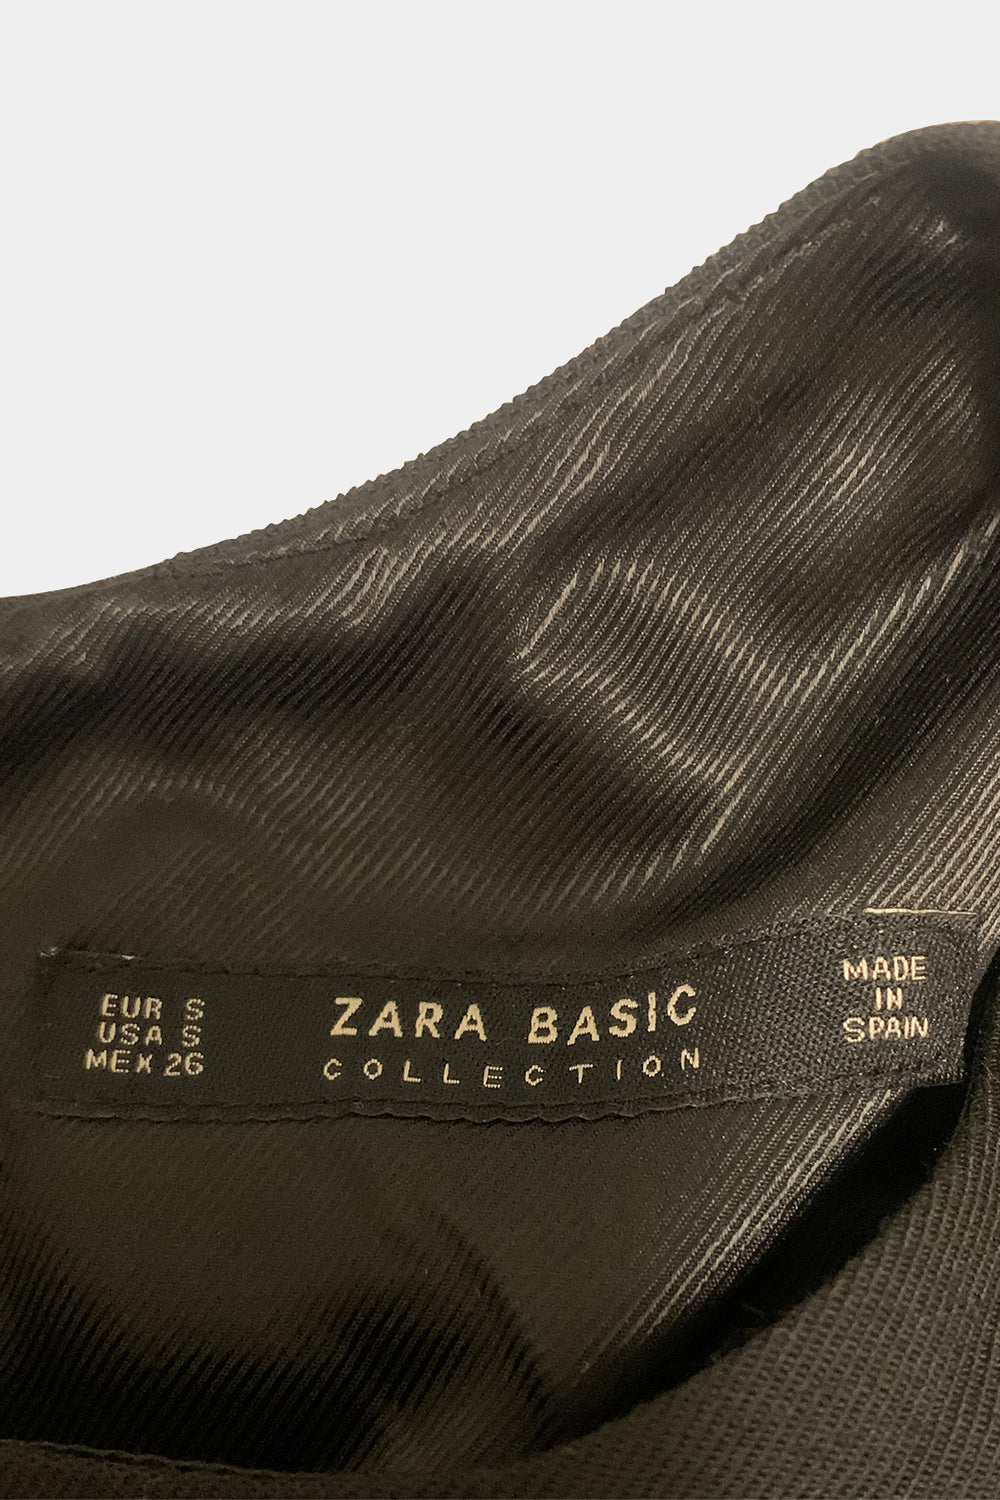 EUR S
USA S
MEX 26
ZARA BASIC
COLLECTION
MADE
IN
SPAIN